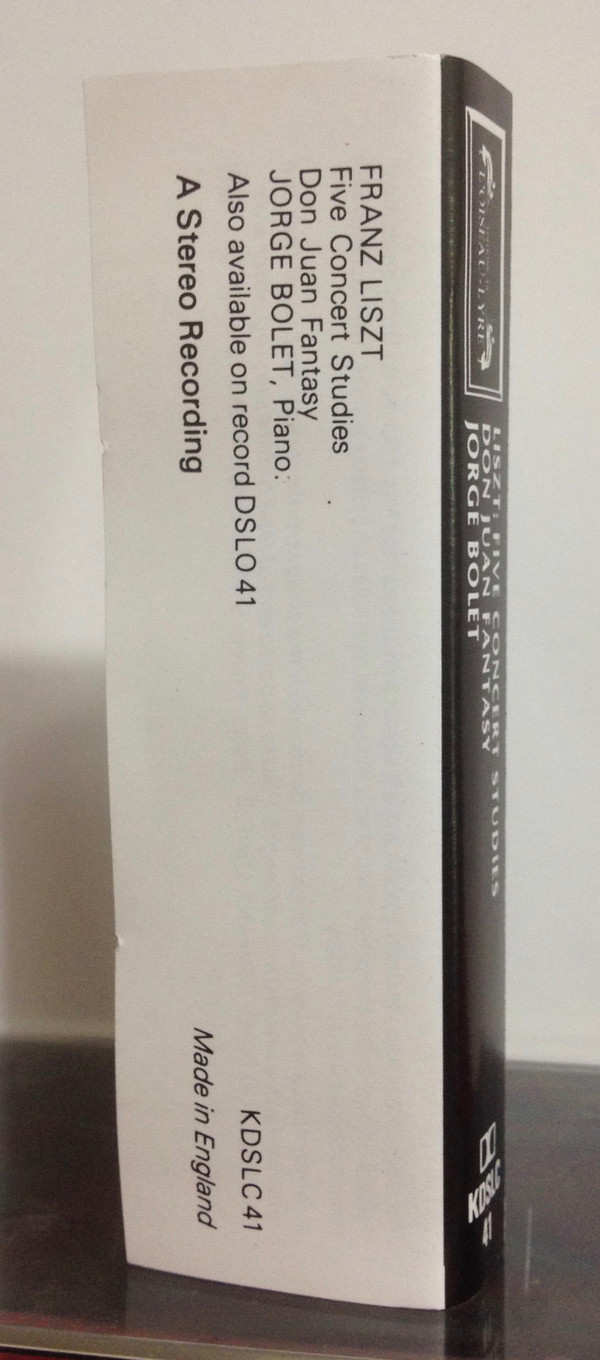 FRANZ LISZT
Five Concert Studies
Don Juan Fantasy
JORGE BOLET, Piano:
Also available on record DSLO 41
A Stereo Recording
KDSLC 41
Made in England
L'OISEAU-LYRE
LISZT: FIVE CONCERT STUDIES
DON JUAN FANTASY
JORGE BOLET
KDSLC
41